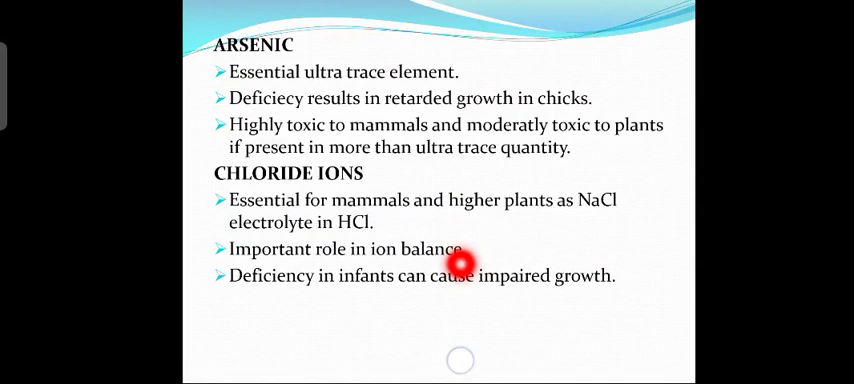 ARSENIC
Essential ultra trace element.
Deficiecy results in retarded growth in chicks.
Highly toxic to mammals and moderatly toxic to plants
if present in more than ultra trace quantity.
CHLORIDE IONS
Essential for mammals and higher plants as NaCl
electrolyte in HCl.
Important role in ion balance.
Deficiency in infants can cause impaired growth.